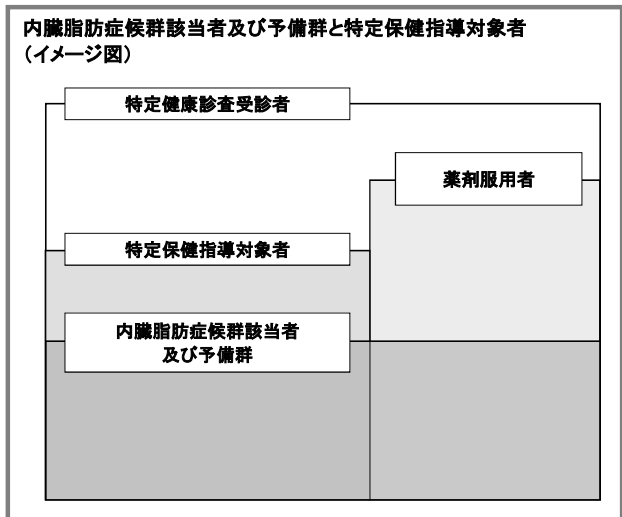 内臓脂肪症候群該当者及び予備群と特定保健指導対象者
（イメージ図）
特定健康診査受診者
薬剤服用者
特定保健指導対象者
内臓脂肪症候群該当者
及び予備群